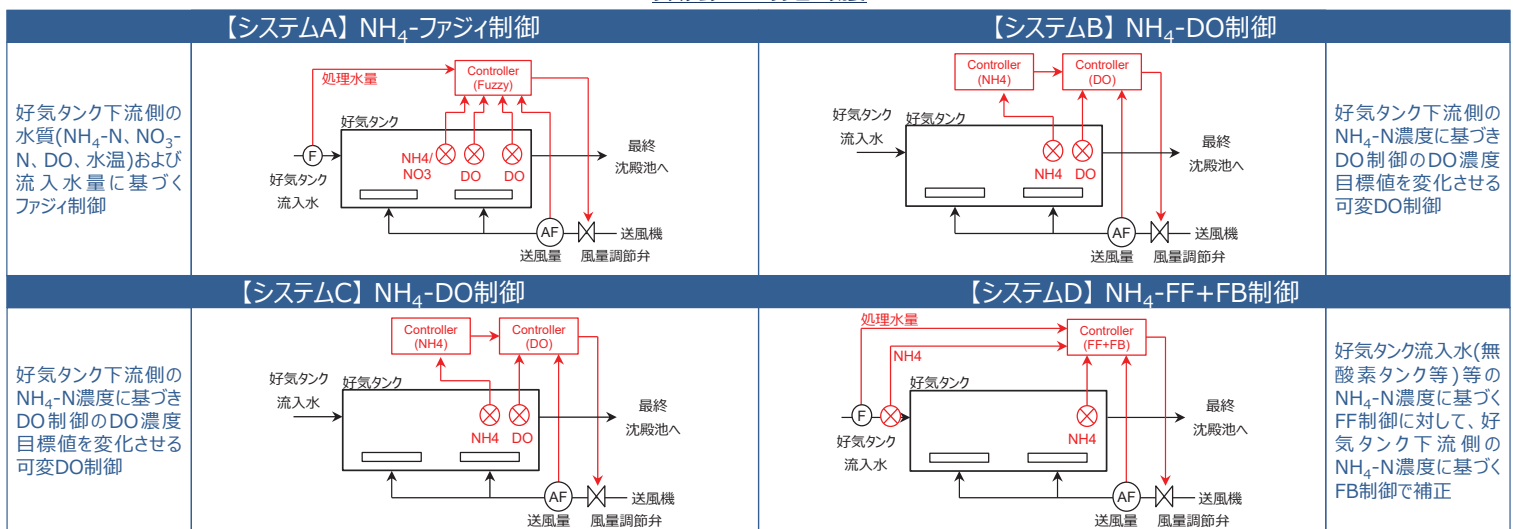 【システムA】 NH4-ファジィ制御
好気タンク下流側の
水質(NH4-N、NO3-
N、DO、水温)および
流入水量に基づく
ファジィ制御
処理水量
Controller
(Fuzzy)
好気タンク
F
NH4/
NO3
DO
DO
最終
沈殿池へ
好気タンク
流入水
AF
送風機
送風量
風量調節弁
【システムB】 NH4-DO制御
Controller
(NH4)
Controller
(DO)
好気タンク
流入水
好気タンク
NH4
DO
最終
沈殿池へ
AF
送風機
送風量
風量調節弁
好気タンク下流側の
NH4-N濃度に基づき
DO制御のDO濃度
目標値を変化させる
可変DO制御
【システムC】 NH4-DO制御
好気タンク下流側の
NH4-N濃度に基づき
DO制御のDO濃度
目標値を変化させる
可変DO制御
Controller
(NH4)
Controller
(DO)
好気タンク
流入水
好気タンク
NH4
DO
最終
沈殿池へ
AF
送風機
送風量
風量調節弁
【システムD】 NH4-FF+FB制御
処理水量
NH4
Controller
(FF+FB)
好気タンク
F
NH4
最終
沈殿池へ
好気タンク
流入水
AF
送風機
送風量
風量調節弁
好気タンク流入水(無
酸素タンク等)等の
NH4-N濃度に基づく
FF制御に対して、好
気タンク下流側の
NH4-N濃度に基づく
FB制御で補正